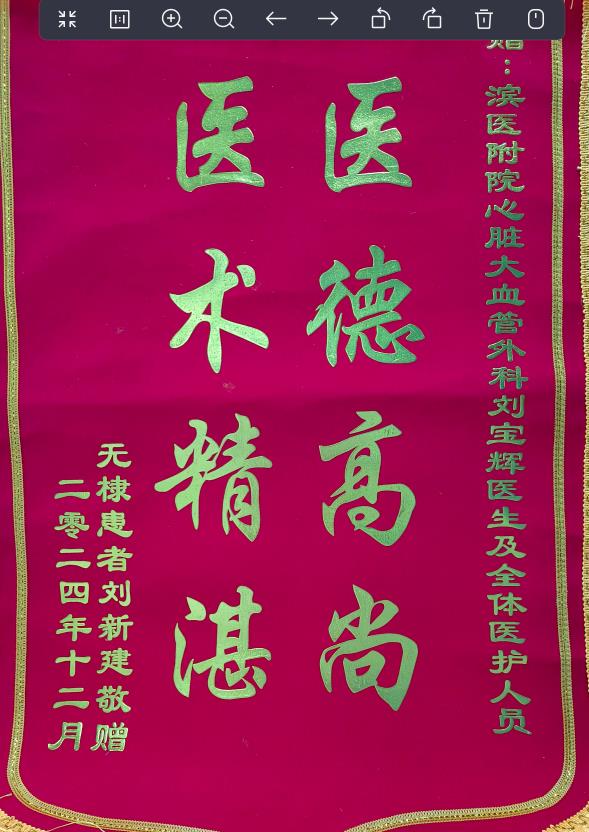 赠：滨医附院心脏大血管外科刘宝辉医生及全体医护人员
医德高尚
医术精湛
无棣患者刘新建敬赠
二零二四年十二月